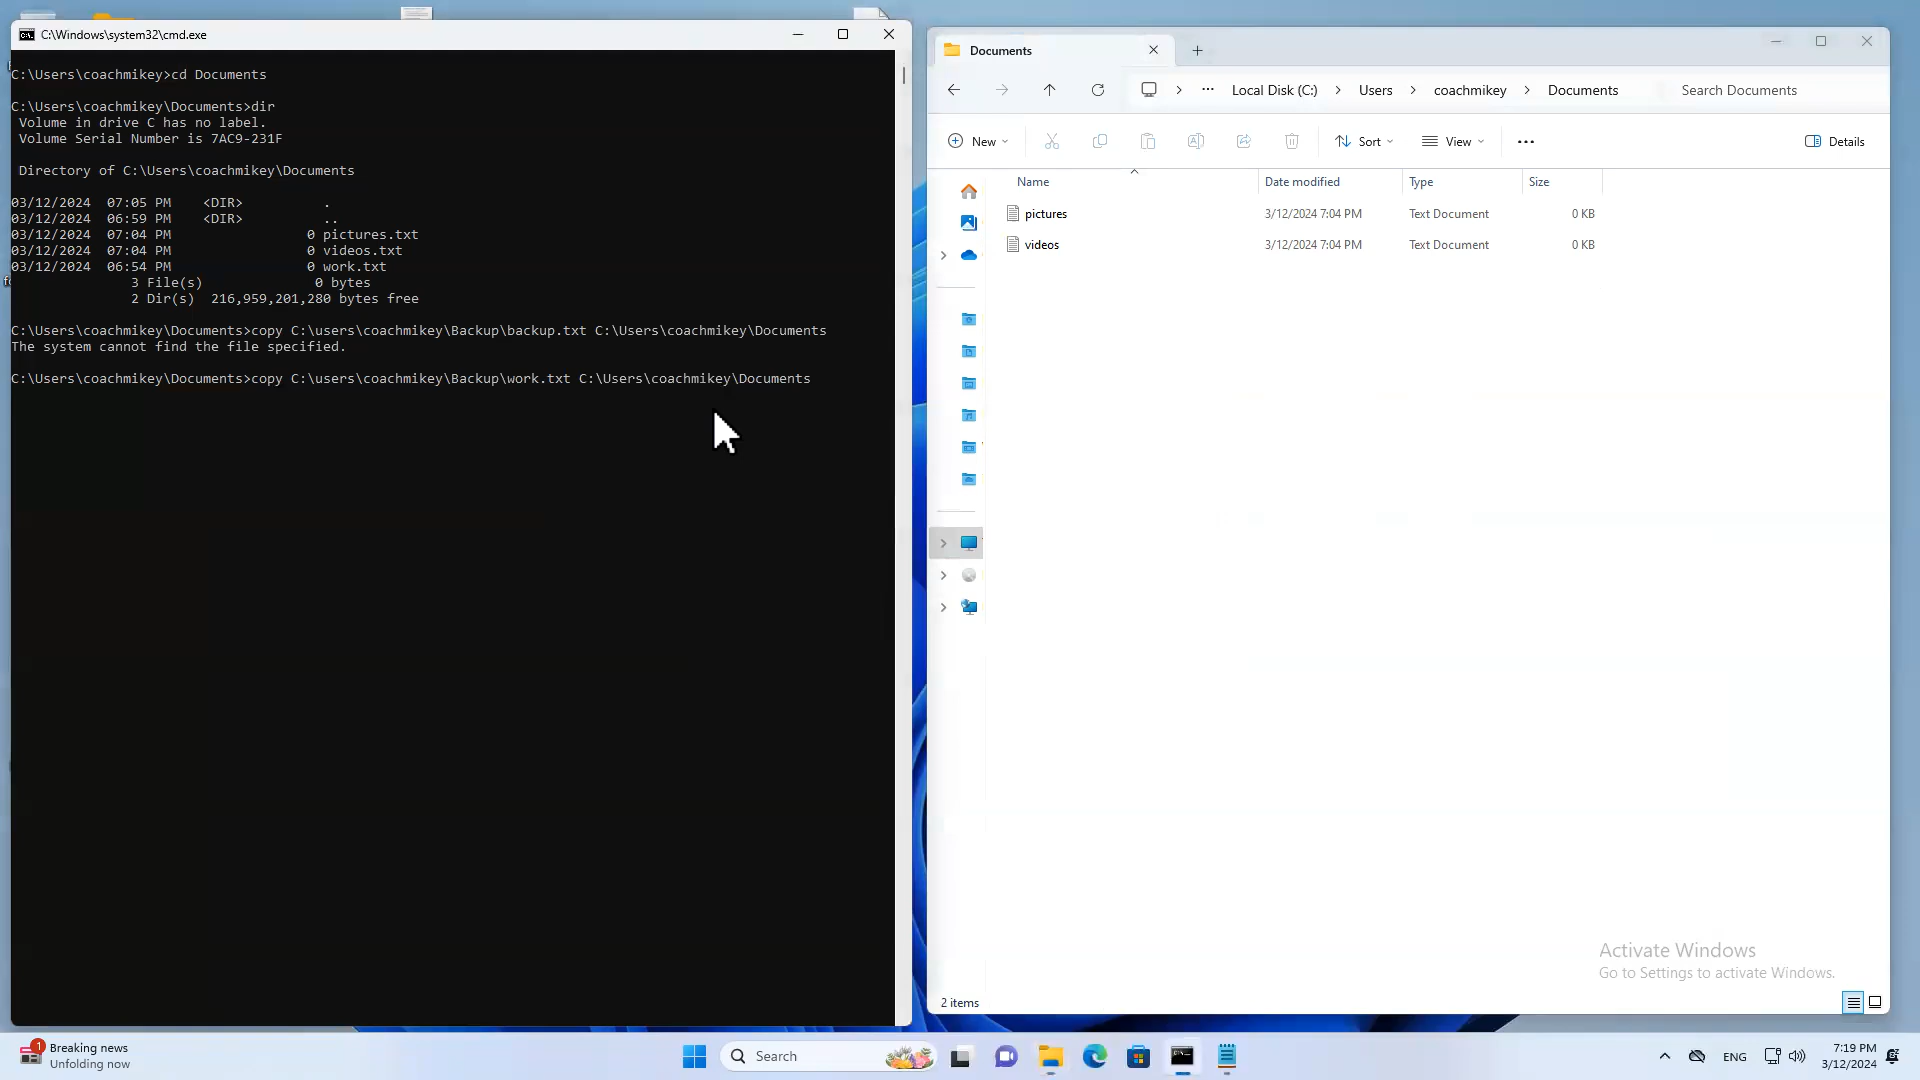 C:\Windows\system32\cmd.exe
C:\Users\coachmikey>cd Documents
C:\Users\coachmikey\Documents>dir
Volume in drive C has no label.
Volume Serial Number is 7AC9-231F
Directory of C:\Users\coachmikey\Documents
03/12/2024 07:05 PM <DIR> .
03/12/2024 06:59 PM <DIR> ..
03/12/2024 07:04 PM 0 pictures.txt
03/12/2024 07:04 PM 0 videos.txt
03/12/2024 06:54 PM 0 work.txt
3 File(s) 0 bytes
2 Dir(s) 216,959,201,280 bytes free
C:\Users\coachmikey\Documents>copy C:\users\coachmikey\Backup\backup.txt C:\Users\coachmikey\Documents
The system cannot find the file specified.
C:\Users\coachmikey\Documents>copy C:\users\coachmikey\Backup\work.txt C:\Users\coachmikey\Documents
Documents
Local Disk (C:) Users coachmikey Documents
Search Documents
New Sort View Details
Name Date modified Type Size
pictures 3/12/2024 7:04 PM Text Document 0 KB
videos 3/12/2024 7:04 PM Text Document 0 KB
Activate Windows
Go to Settings to activate Windows.
2 items
1
Breaking news
Unfolding now
Search
ENG
7:19 PM
3/12/2024